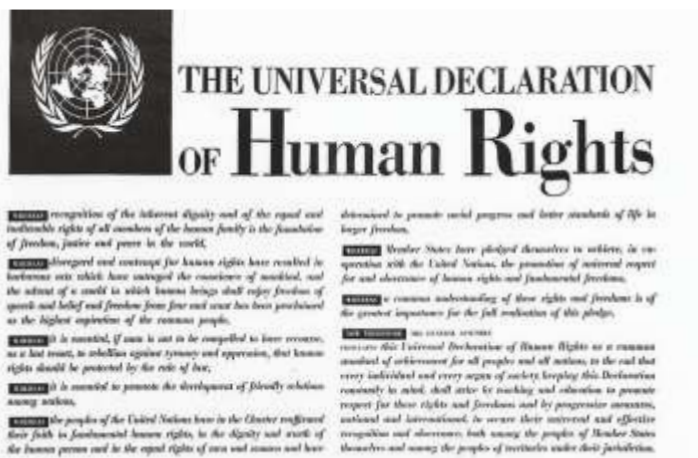 THE UNIVERSAL DECLARATION
OF Human Rights
WHEREAS recognition of the inherent dignity and of the equal and
inalienable rights of all members of the human family is the foundation
of freedom, justice and peace in the world,
WHEREAS disregard and contempt for human rights have resulted in
barbarous acts which have outraged the conscience of mankind, and
the advent of a world in which human beings shall enjoy freedom of
speech and belief and freedom from fear and want has been proclaimed
as the highest aspiration of the common people,
WHEREAS it is essential, if man is not to be compelled to have recourse,
as a last resort, to rebellion against tyranny and oppression, that human
rights should be protected by the rule of law,
WHEREAS it is essential to promote the development of friendly relations
among nations,
WHEREAS the peoples of the United Nations have in the Charter reaffirmed
their faith in fundamental human rights, in the dignity and worth of
the human person and in the equal rights of men and women and have
determined to promote social progress and better standards of life in
larger freedom,
WHEREAS Member States have pledged themselves to achieve, in co-
operation with the United Nations, the promotion of universal respect
for and observance of human rights and fundamental freedoms,
WHEREAS a common understanding of these rights and freedoms is of
the greatest importance for the full realization of this pledge,
NOW THEREFORE THE GENERAL ASSEMBLY
PROCLAIMS this Universal Declaration of Human Rights as a common
standard of achievement for all peoples and all nations, to the end that
every individual and every organ of society, keeping this Declaration
constantly in mind, shall strive by teaching and education to promote
respect for these rights and freedoms and by progressive measures,
national and international, to secure their universal and effective
recognition and observance, both among the peoples of Member States
themselves and among the peoples of territories under their jurisdiction.